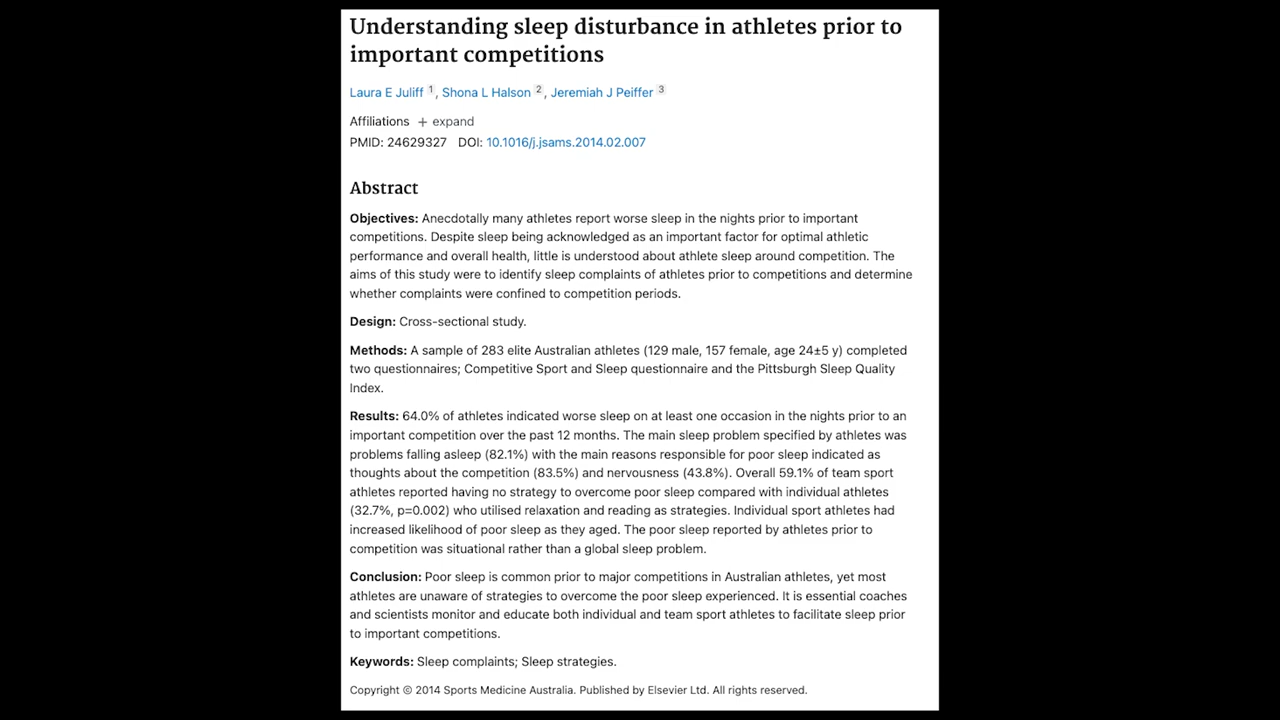 Understanding sleep disturbance in athletes prior to
important competitions
Laura E Juliff 1, Shona L Halson 2, Jeremiah J Peiffer 3
Affiliations + expand
PMID: 24629327 DOI: 10.1016/j.jsams.2014.02.007
Abstract
Objectives: Anecdotally many athletes report worse sleep in the nights prior to important
competitions. Despite sleep being acknowledged as an important factor for optimal athletic
performance and overall health, little is understood about athlete sleep around competition. The
aims of this study were to identify sleep complaints of athletes prior to competitions and determine
whether complaints were confined to competition periods.
Design: Cross-sectional study.
Methods: A sample of 283 elite Australian athletes (129 male, 157 female, age 24±5 y) completed
two questionnaires; Competitive Sport and Sleep questionnaire and the Pittsburgh Sleep Quality
Index.
Results: 64.0% of athletes indicated worse sleep on at least one occasion in the nights prior to an
important competition over the past 12 months. The main sleep problem specified by athletes was
problems falling asleep (82.1%) with the main reasons responsible for poor sleep indicated as
thoughts about the competition (83.5%) and nervousness (43.8%). Overall 59.1% of team sport
athletes reported having no strategy to overcome poor sleep compared with individual athletes
(32.7%, p=0.002) who utilised relaxation and reading as strategies. Individual sport athletes had
increased likelihood of poor sleep as they aged. The poor sleep reported by athletes prior to
competition was situational rather than a global sleep problem.
Conclusion: Poor sleep is common prior to major competitions in Australian athletes, yet most
athletes are unaware of strategies to overcome the poor sleep experienced. It is essential coaches
and scientists monitor and educate both individual and team sport athletes to facilitate sleep prior
to important competitions.
Keywords: Sleep complaints; Sleep strategies.
Copyright © 2014 Sports Medicine Australia. Published by Elsevier Ltd. All rights reserved.